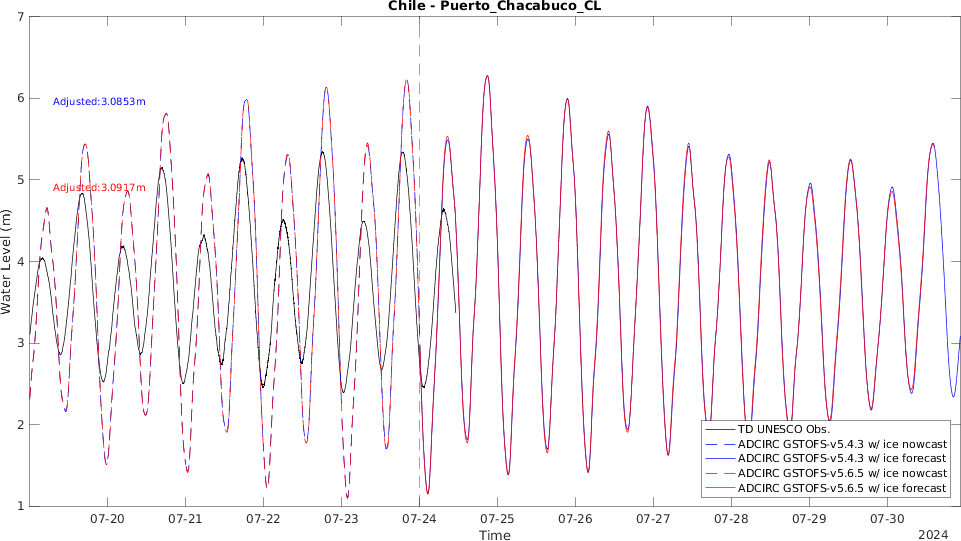 Chile - Puerto_Chacabuco_CL
7
6
5
4
3
2
1
Water Level (m)
Adjusted:3.0853m
Adjusted:3.0917m
TD UNESCO Obs.
ADCIRC GSTOFS-v5.4.3 w/ ice nowcast
ADCIRC GSTOFS-v5.4.3 w/ ice forecast
ADCIRC GSTOFS-v5.6.5 w/ ice nowcast
ADCIRC GSTOFS-v5.6.5 w/ ice forecast
07-20 07-21 07-22 07-23 07-24 07-25 07-26 07-27 07-28 07-29 07-30
Time
2024